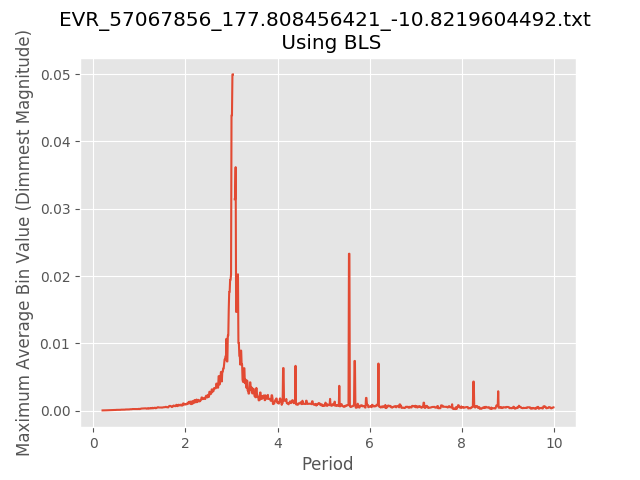 EVR_57067856_177.808456421_-10.8219604492.txt
Using BLS
Maximum Average Bin Value (Dimmest Magnitude)
0.05
0.04
0.03
0.02
0.01
0.00
0 2 4 6 8 10
Period